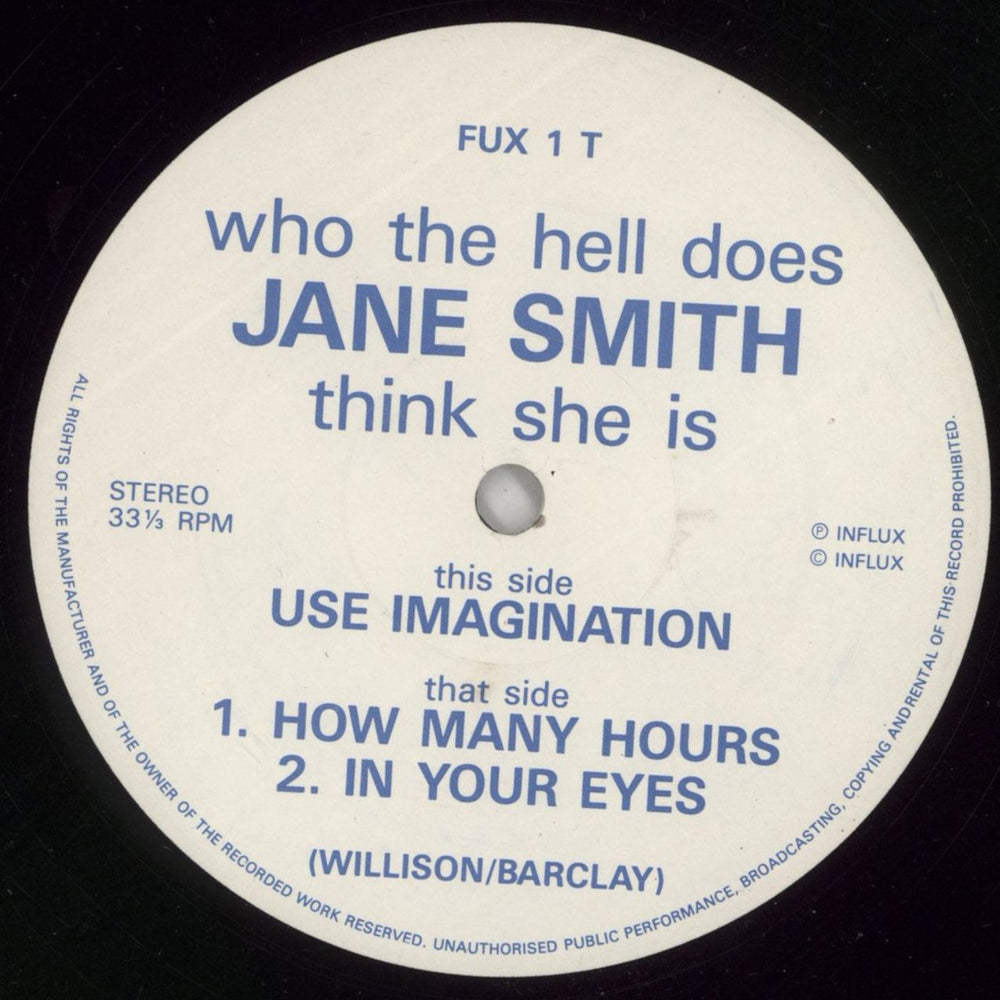 FUX 1 T
who the hell does
JANE SMITH
think she is
STEREO
33⅓ RPM
℗ INFLUX
© INFLUX
this side
USE IMAGINATION
that side
1. HOW MANY HOURS
2. IN YOUR EYES
(WILLISON/BARCLAY)
ALL RIGHTS OF THE MANUFACTURER AND OF THE OWNER OF THE RECORDED WORK RESERVED. UNAUTHORISED PUBLIC PERFORMANCE, BROADCASTING, COPYING AND RENTAL OF THIS RECORD PROHIBITED.